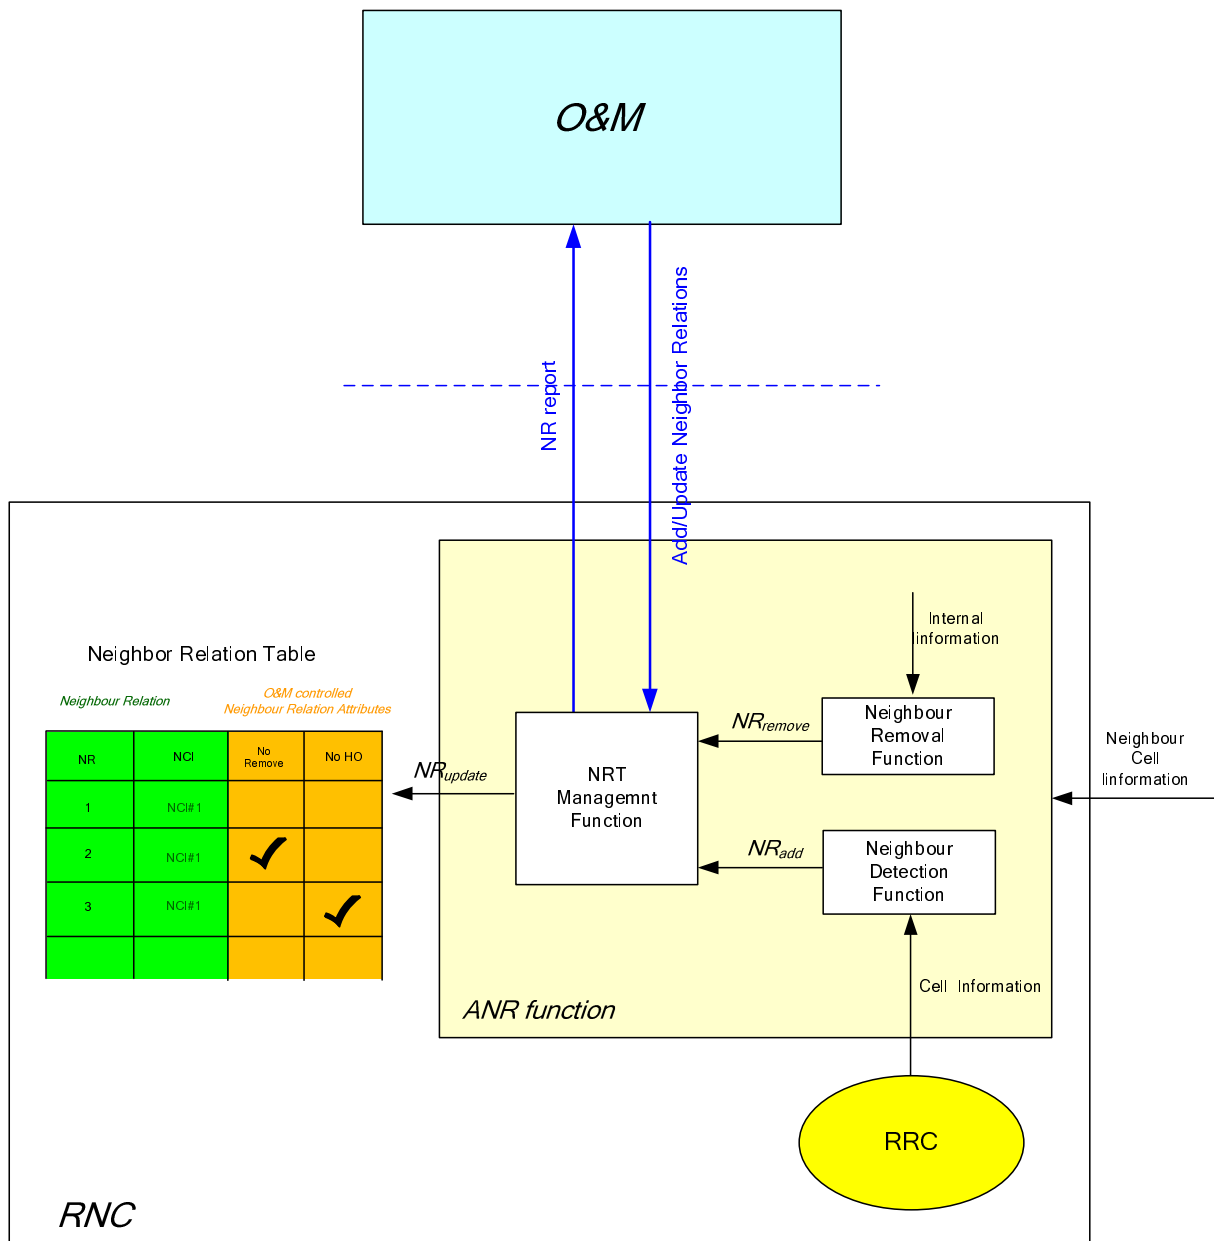 O&M
NR report
Add/Update Neighbor Relations
Neighbor Relation Table
Neighbour Relation
O&M controlled
Neighbour Relation Attributes
NR
NCI
No
Remove
No HO
1
NCI#1
2
NCI#1
3
NCI#1
NRupdate
NRT
Managemnt
Function
NRremove
NRadd
Internal
Iinformation
Neighbour
Removal
Function
Neighbour
Detection
Function
Neighbour
Cell
Iinformation
Cell Information
ANR function
RRC
RNC